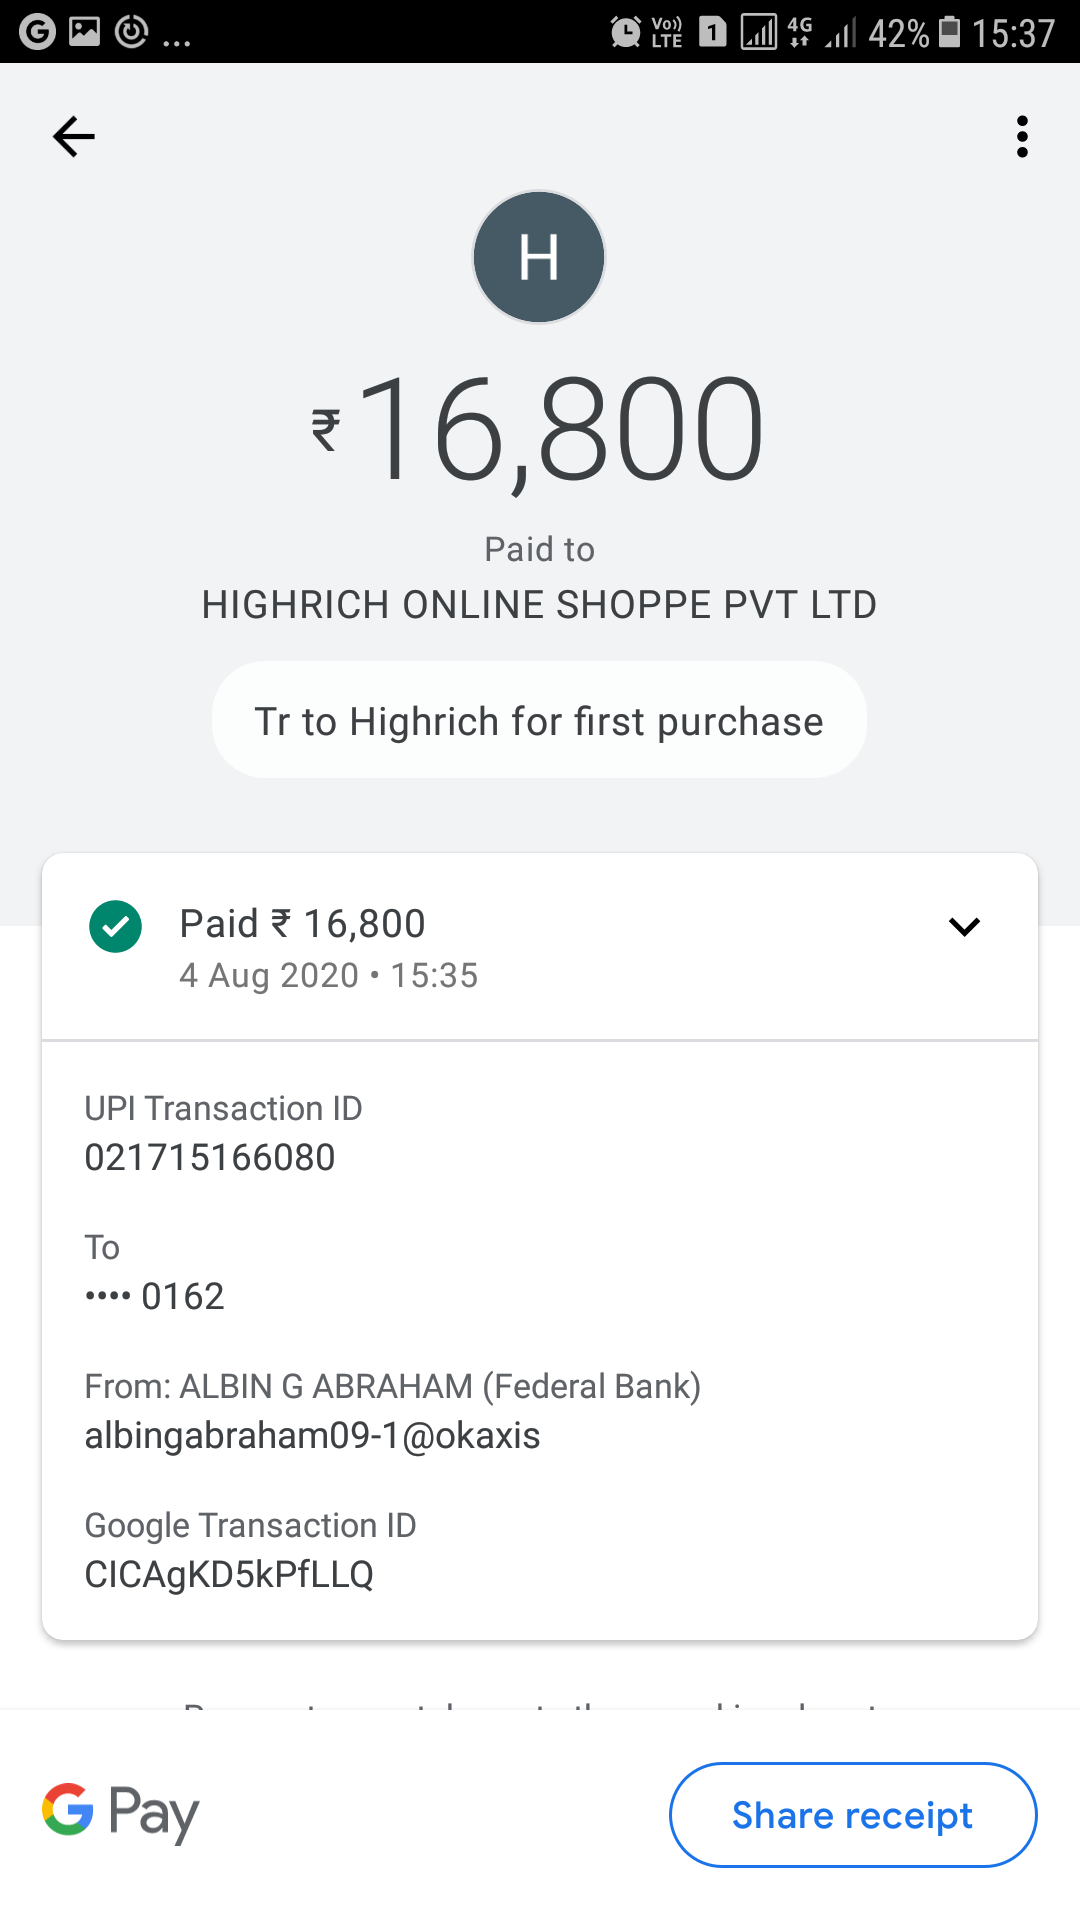 Vo)) LTE 1 4G 42% 15:37
H
₹16,800
Paid to
HIGHRICH ONLINE SHOPPE PVT LTD
Tr to Highrich for first purchase
Paid ₹ 16,800
4 Aug 2020 • 15:35
UPI Transaction ID
021715166080
To
•••• 0162
From: ALBIN G ABRAHAM (Federal Bank)
albingabraham09-1@okaxis
Google Transaction ID
CICAgKD5kPfLLQ
G Pay
Share receipt